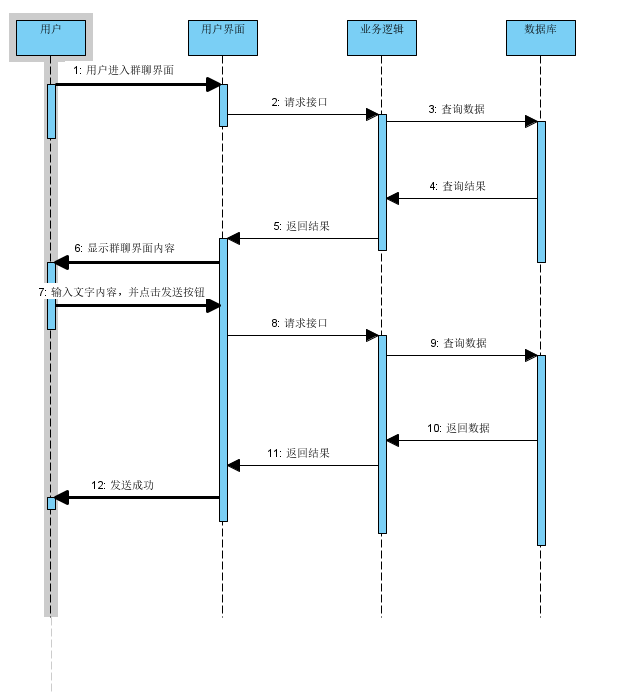 用户
用户界面
业务逻辑
数据库
1: 用户进入群聊界面
2: 请求接口
3: 查询数据
4: 查询结果
5: 返回结果
6: 显示群聊界面内容
7: 输入文字内容，并点击发送按钮
8: 请求接口
9: 查询数据
10: 返回数据
11: 返回结果
12: 发送成功